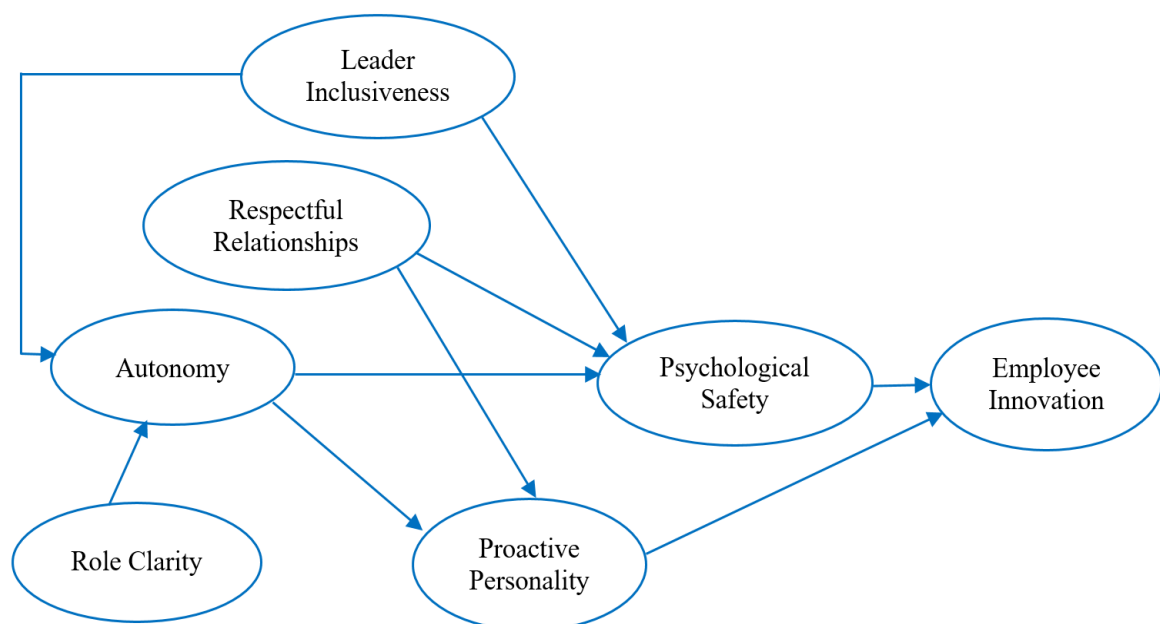 Leader
Inclusiveness
Respectful
Relationships
Autonomy
Psychological
Safety
Employee
Innovation
Role Clarity
Proactive
Personality